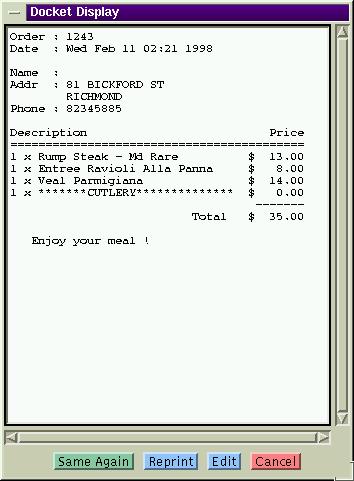 Docket Display
Order : 1243
Date  : Wed Feb 11 02:21 1998
Name  :
Addr  : 81 BICKFORD ST
        RICHMOND
Phone : 82345885
Description                         Price
=========================================
1 x Rump Steak - Md Rare         $  13.00
1 x Entree Ravioli Alla Panna    $   8.00
1 x Veal Parmigiana              $  14.00
1 x *******CUTLERY*************  $   0.00
-------
Total   $  35.00
Enjoy your meal !
Same Again Reprint Edit Cancel